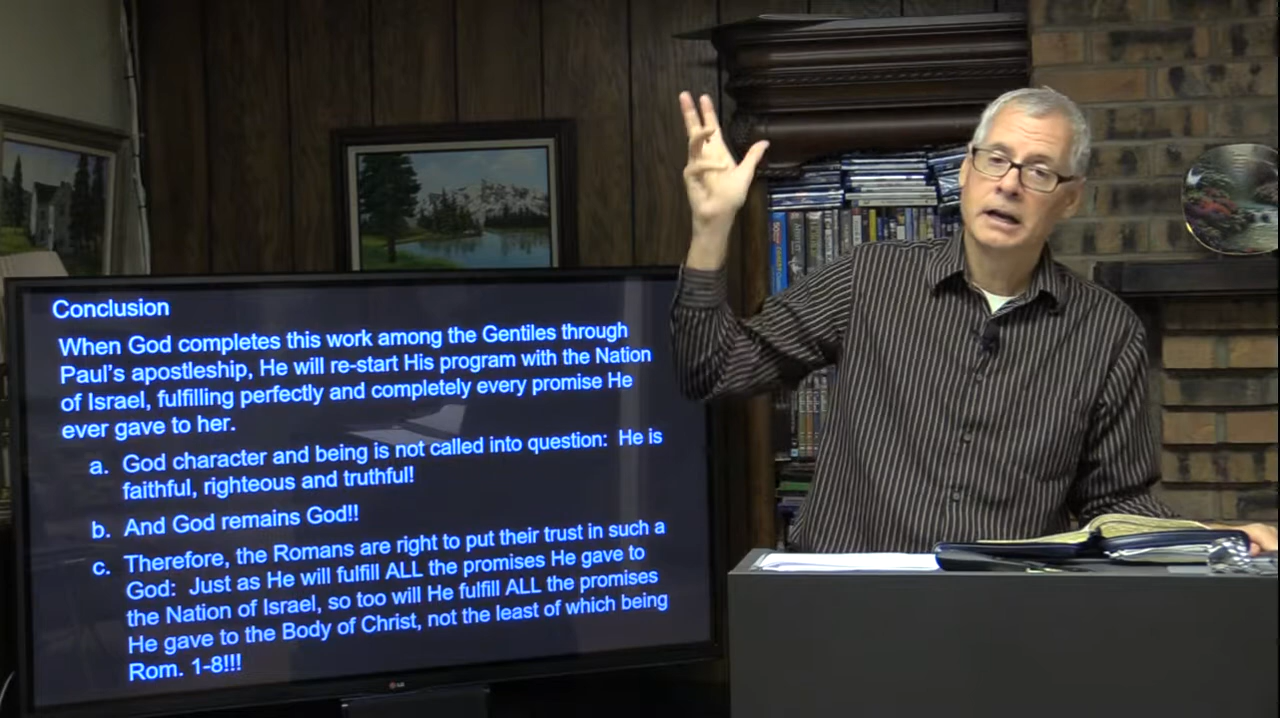 Conclusion
When God completes this work among the Gentiles through
Paul's apostleship, He will re-start His program with the Nation
of Israel, fulfilling perfectly and completely every promise He
ever gave to her.
a. God character and being is not called into question: He is
faithful, righteous and truthful!
b. And God remains God!!
c. Therefore, the Romans are right to put their trust in such a
God: Just as He will fulfill ALL the promises He gave to
the Nation of Israel, so too will He fulfill ALL the promises
He gave to the Body of Christ, not the least of which being
Rom. 1-8!!!
LG